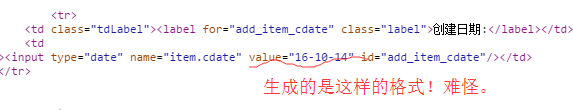 <tr>
<td class="tdLabel"><label for="add_item_cdate" class="label">创建日期:</label></td>
<td
><input type="date" name="item.cdate" value="16-10-14" id="add_item_cdate"/></td>
</tr>
生成的是这样的格式！难怪。